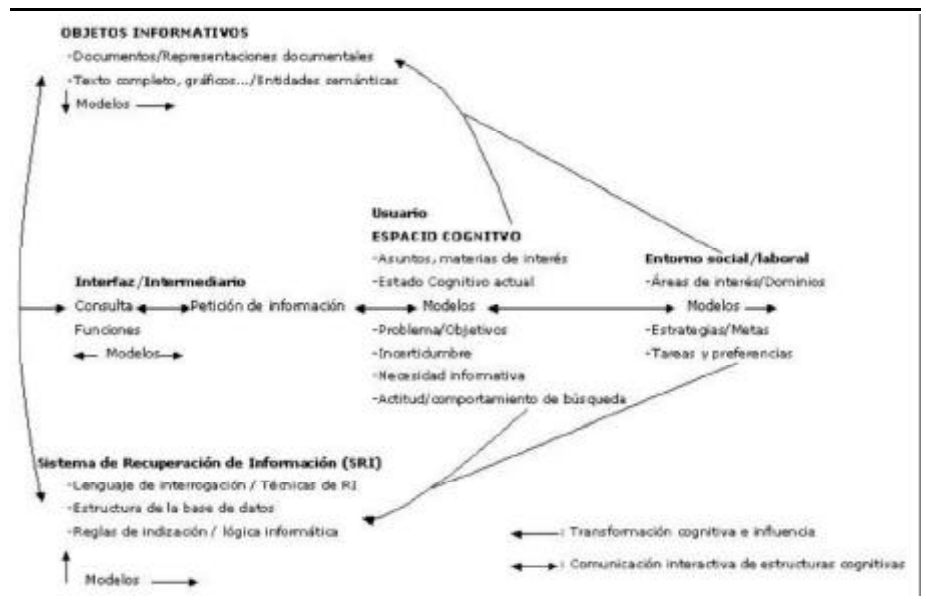 OBJETOS INFORMATIVOS
-Documentos/Representaciones documentales
-Texto completo, gráficos.../Entidades semánticas
Modelos
Usuario
ESPACIO COGNITVO
-Asuntos, materias de interés
-Estado Cognitivo actual
Modelos
-Problema/Objetivos
-Incertidumbre
-Necesidad informativa
-Actitud/comportamiento de búsqueda
Entorno social/laboral
-Áreas de interés/Dominios
Modelos
-Estrategias/Metas
-Tareas y preferencias
Interfaz/Intermediario
Consulta Petición de información
Funciones
Modelos
Sistema de Recuperación de Información (SRI)
-Lenguaje de interrogación / Técnicas de RI
-Estructura de la base de datos
-Reglas de indización / lógica informática
Modelos
: Transformación cognitiva e influencia
: Comunicación interactiva de estructuras cognitivas